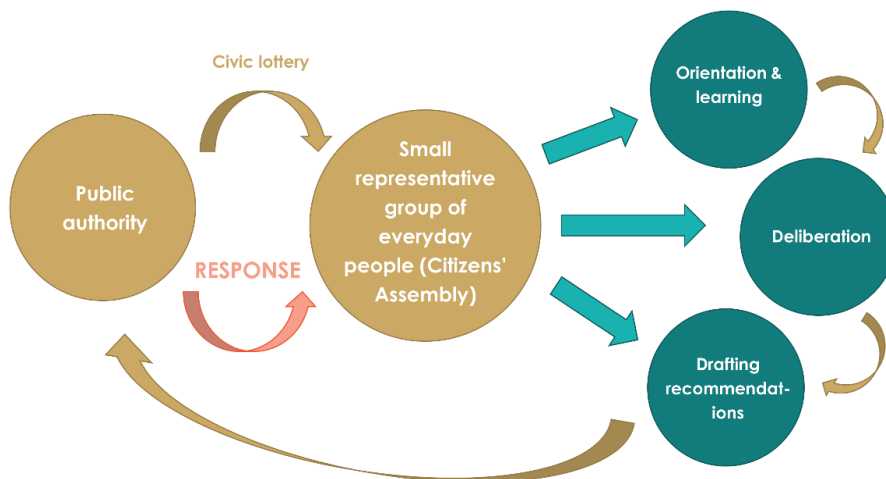 Civic lottery
Public
authority
RESPONSE
Small
representative
group of
everyday
people (Citizens’
Assembly)
Orientation &
learning
Deliberation
Drafting
recommendat-
ions